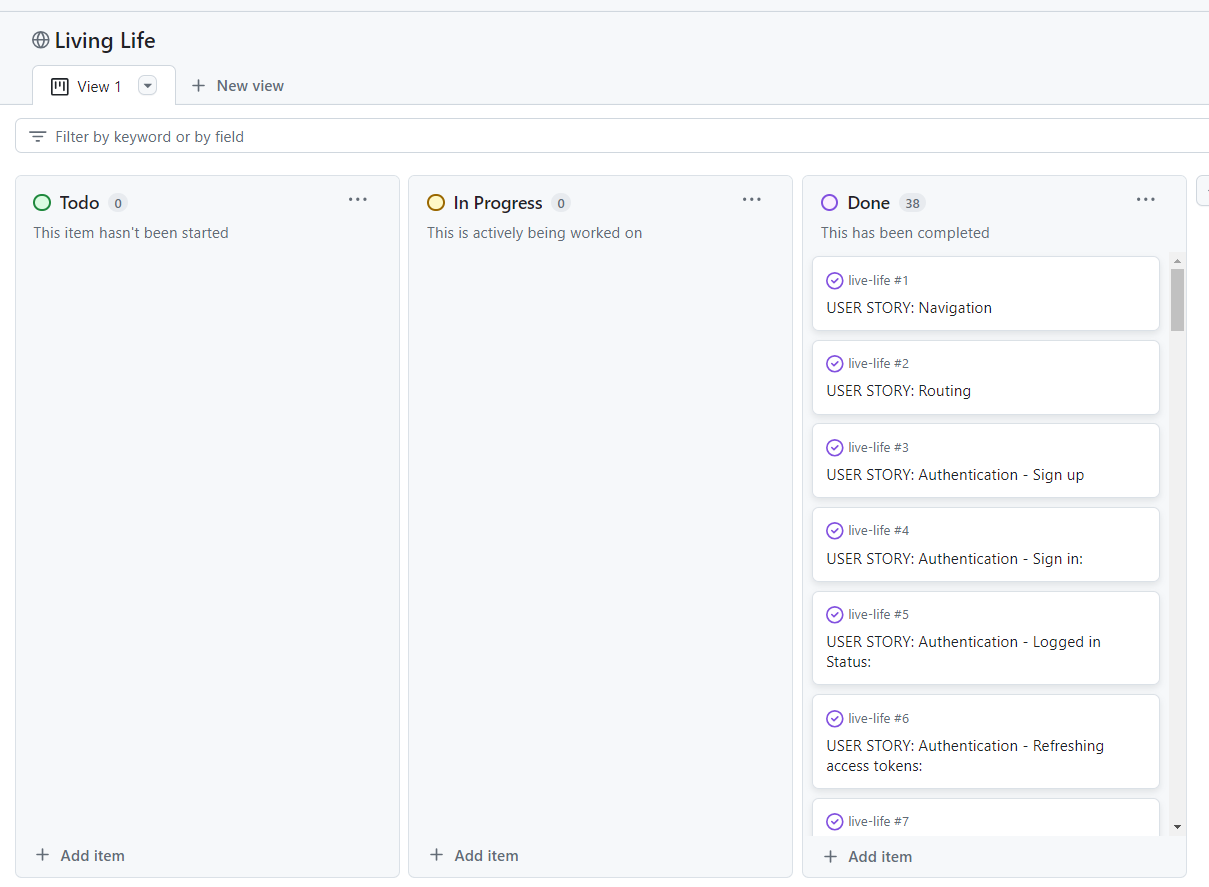 Living Life
View 1
New view
Filter by keyword or by field
Todo 0
This item hasn't been started
Add item
In Progress 0
This is actively being worked on
Add item
Done 38
This has been completed
live-life #1
USER STORY: Navigation
live-life #2
USER STORY: Routing
live-life #3
USER STORY: Authentication - Sign up
live-life #4
USER STORY: Authentication - Sign in:
live-life #5
USER STORY: Authentication - Logged in
Status:
live-life #6
USER STORY: Authentication - Refreshing
access tokens:
live-life #7
Add item